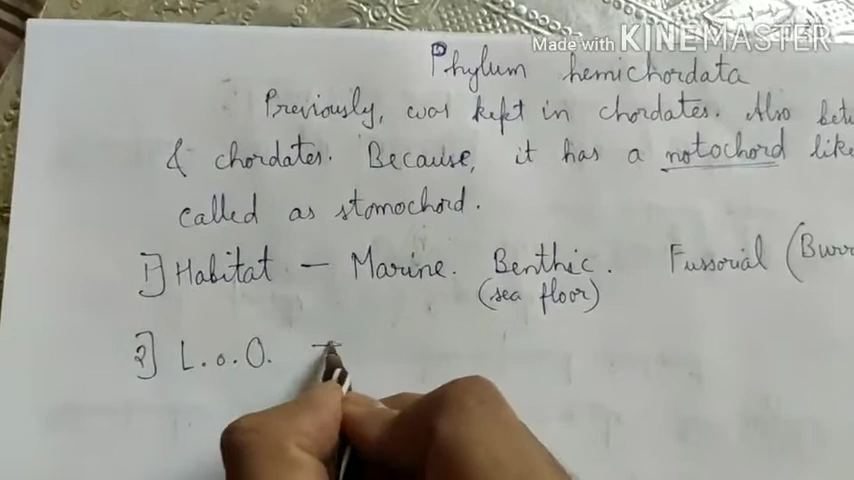 Made with KINEMASTER
Phylum hemichordata
Previously, was kept in chordates. Also betw
& chordates. Because, it has a notochord like
called as stomochord.
1] Habitat — Marine. Benthic. Fussorial (Burr
(sea floor)
2] L.o.O. —